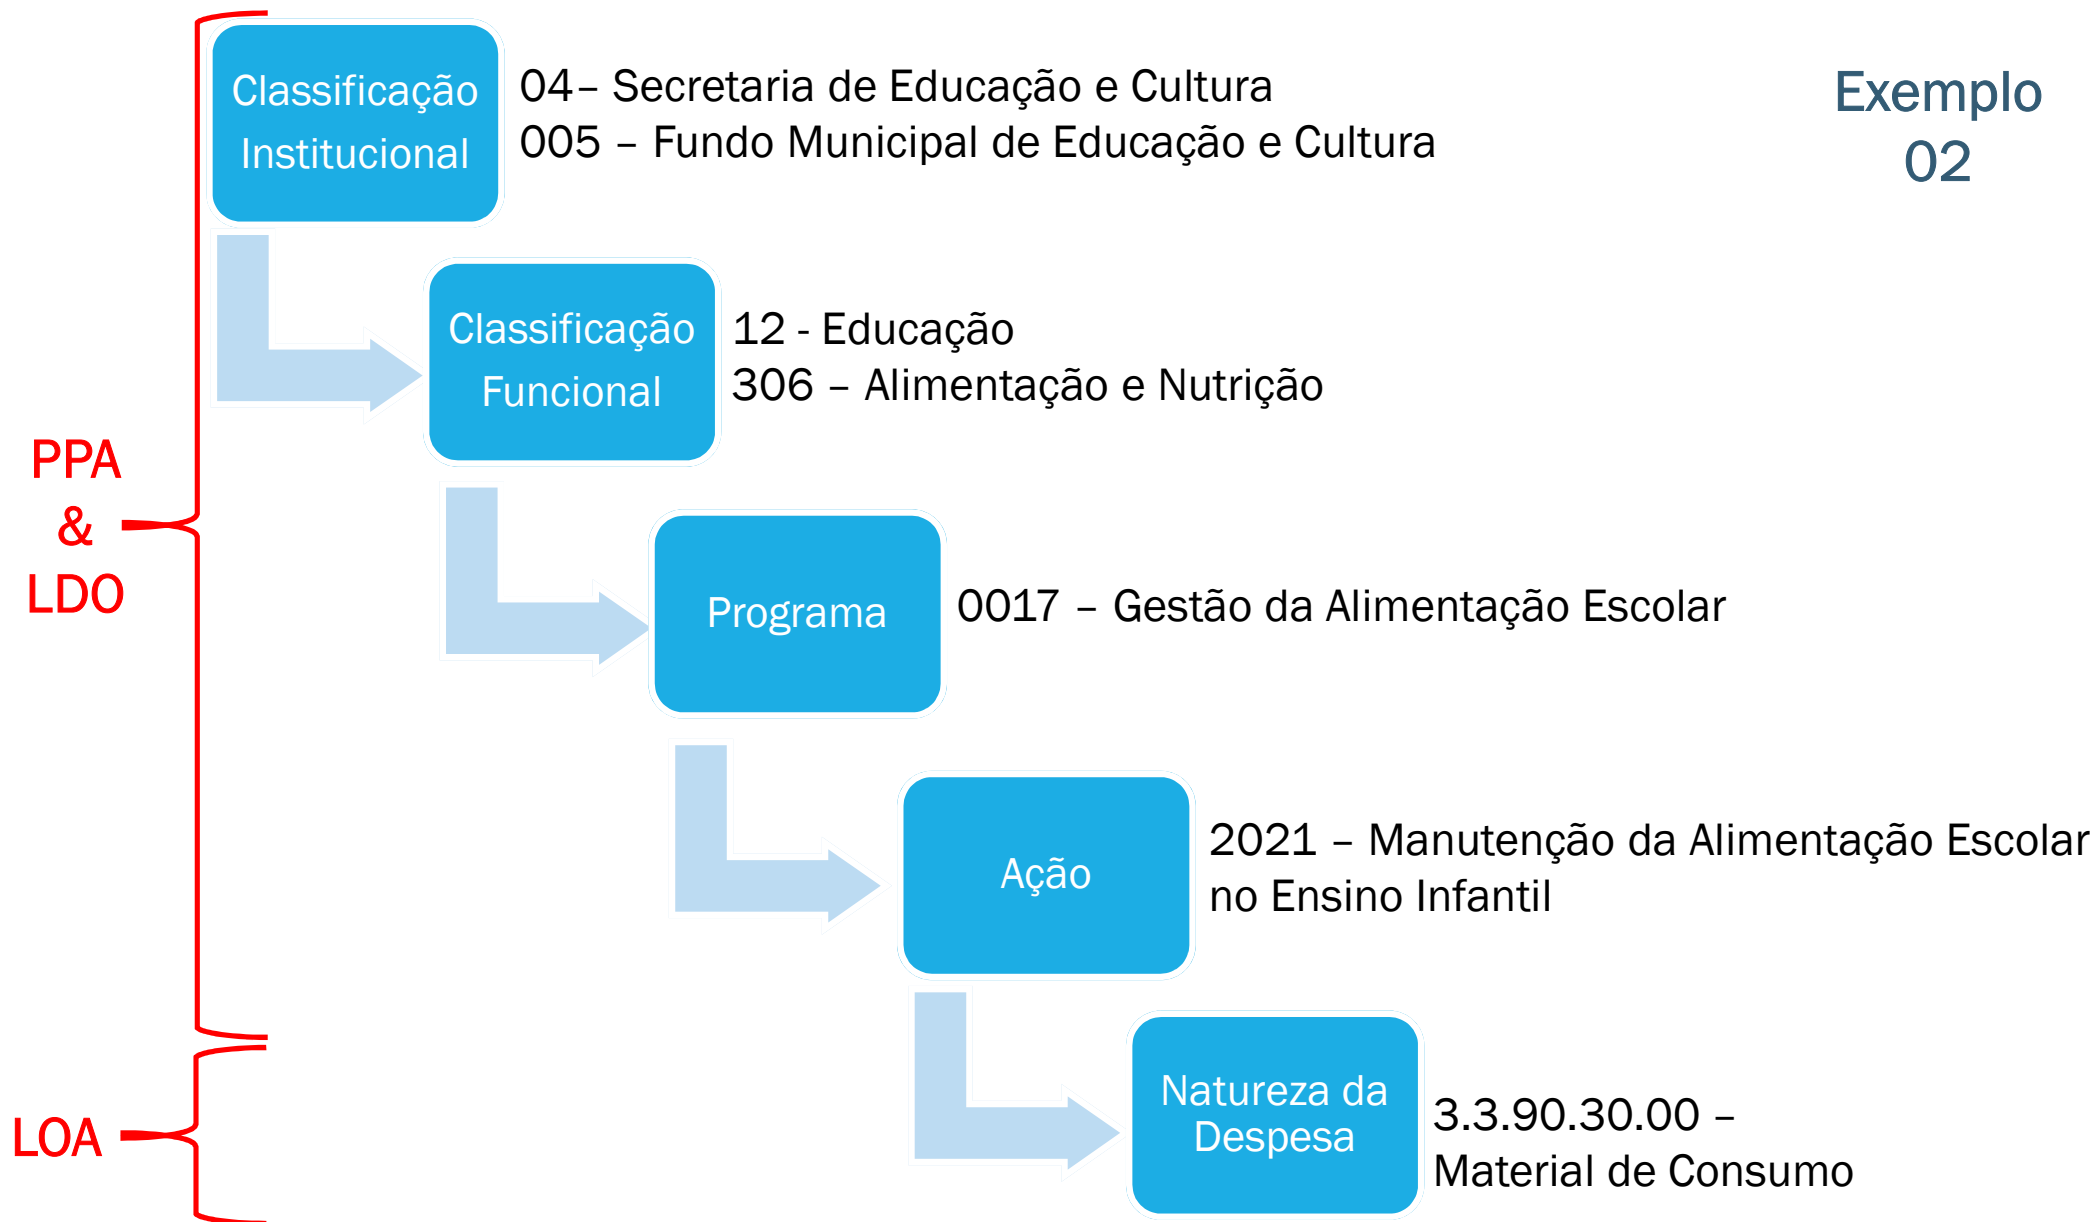 Classificação
Institucional
04– Secretaria de Educação e Cultura
005 – Fundo Municipal de Educação e Cultura
Exemplo
02
Classificação
Funcional
12 - Educação
306 – Alimentação e Nutrição
PPA
&
LDO
Programa
0017 – Gestão da Alimentação Escolar
Ação
2021 – Manutenção da Alimentação Escolar
no Ensino Infantil
LOA
Natureza da
Despesa
3.3.90.30.00 –
Material de Consumo